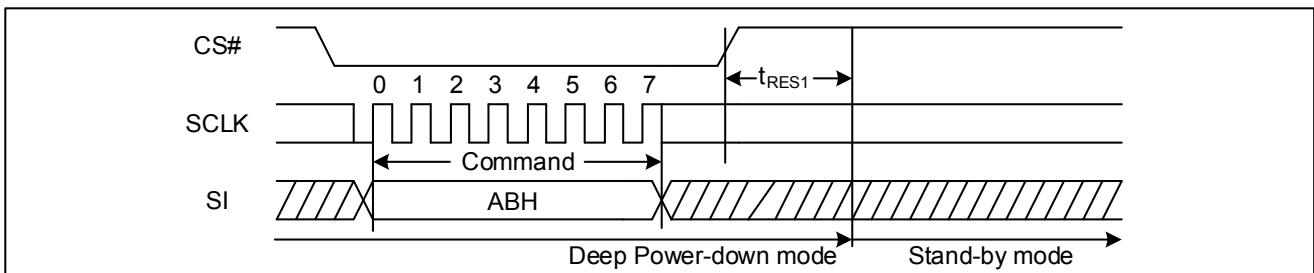 CS#
tRES1
0 1 2 3 4 5 6 7
SCLK
Command
SI
ABH
Deep Power-down mode Stand-by mode